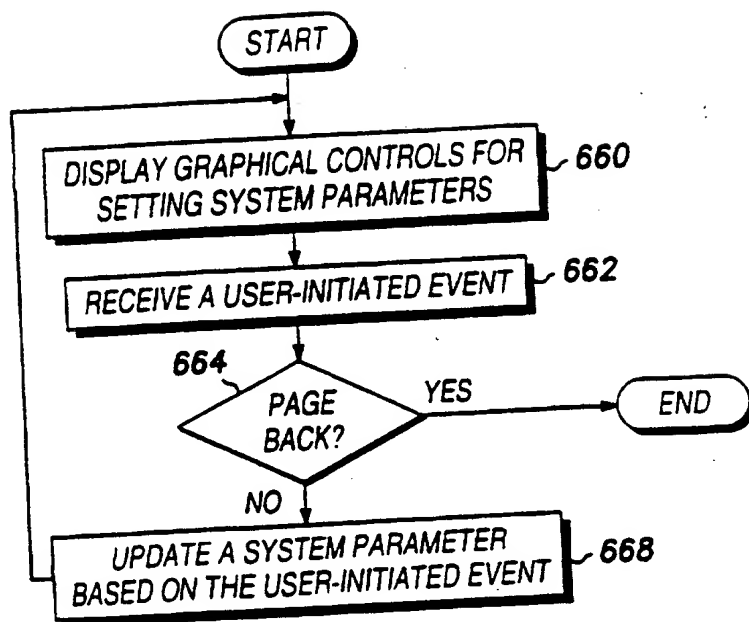 START
DISPLAY GRAPHICAL CONTROLS FOR
SETTING SYSTEM PARAMETERS
660
RECEIVE A USER-INITIATED EVENT
662
664
PAGE
BACK?
YES
END
NO
UPDATE A SYSTEM PARAMETER
BASED ON THE USER-INITIATED EVENT
668